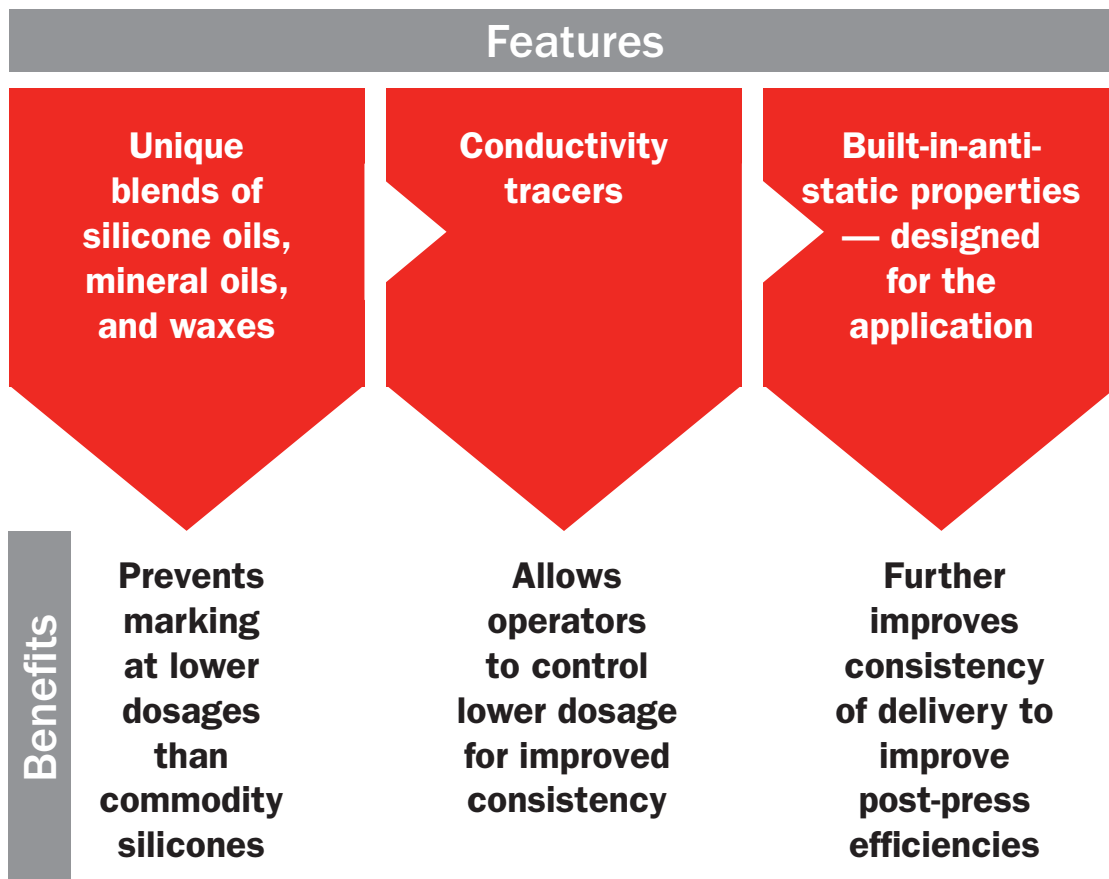 Features
Unique
blends of
silicone oils,
mineral oils,
and waxes
Conductivity
tracers
Built-in-anti-
static properties
— designed
for the
application
Benefits
Prevents
marking
at lower
dosages
than
commodity
silicones
Allows
operators
to control
lower dosage
for improved
consistency
Further
improves
consistency
of delivery to
improve
post-press
efficiencies